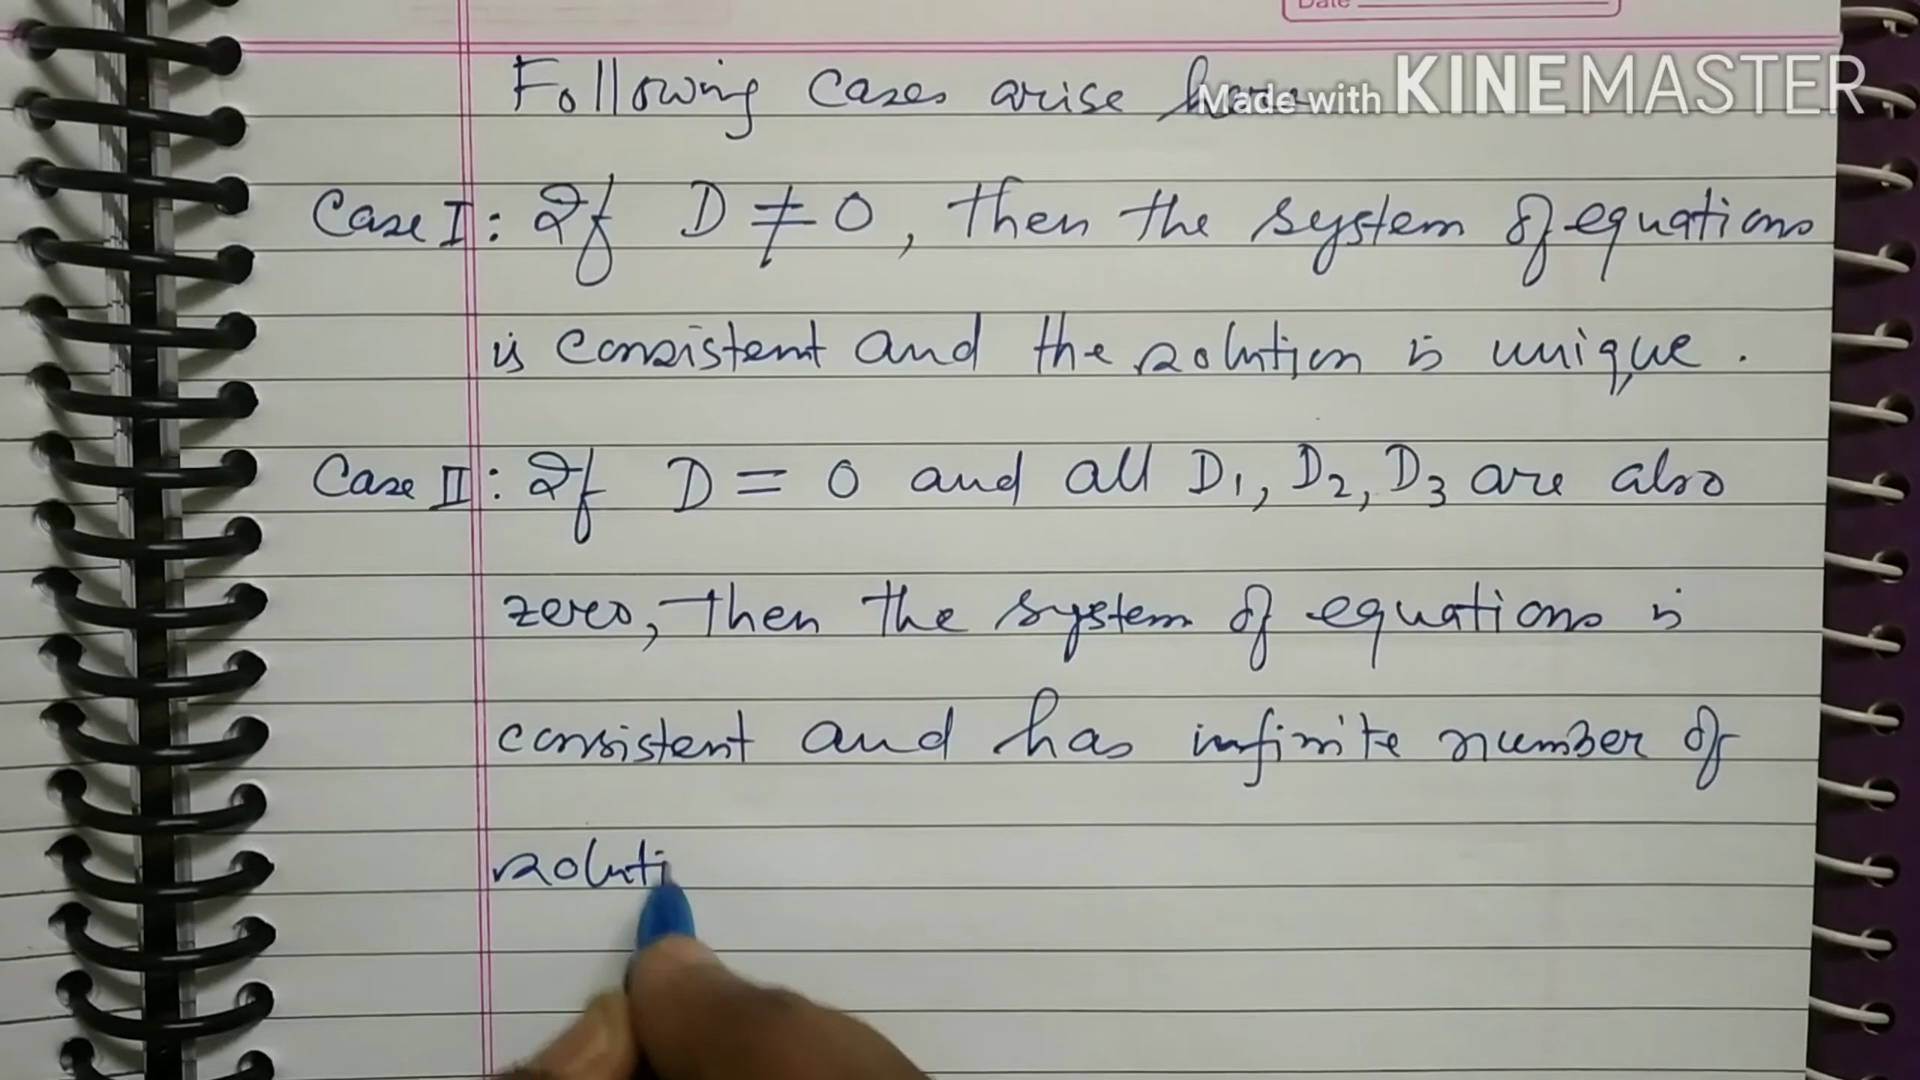 Date
Made with KINEMASTER
Following cases arise here
Case I: If D ≠ 0, then the system of equations
is consistent and the solution is unique.
Case II: If D = 0 and all D1, D2, D3 are also
zero, then the system of equations is
consistent and has infinite number of
soluti